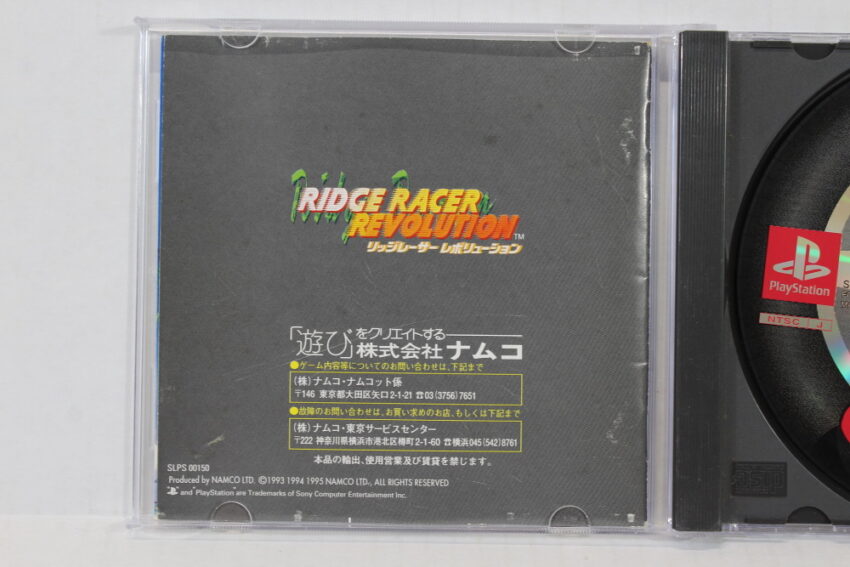 RIDGE RACER
REVOLUTION™
リッジレーサー レボリューション
「遊び」をクリエイトする
株式会社ナムコ
●ゲーム内容等についてのお問い合わせは、下記まで
(株)ナムコ・ナムコット係
〒146 東京都大田区矢口2-1-21 ☎03(3756)7651
●故障のお問い合わせは、お買い求めのお店、もしくは下記まで
(株)ナムコ・東京サービスセンター
〒222 神奈川県横浜市港北区樽町2-1-60 ☎横浜045(542)8761
本品の輸出、使用営業及び賃貸を禁じます。
SLPS 00150
Produced by NAMCO LTD. ©1993 1994 1995 NAMCO LTD., ALL RIGHTS RESERVED
and "PlayStation" are Trademarks of Sony Computer Entertainment Inc.
PlayStation
NTSC J